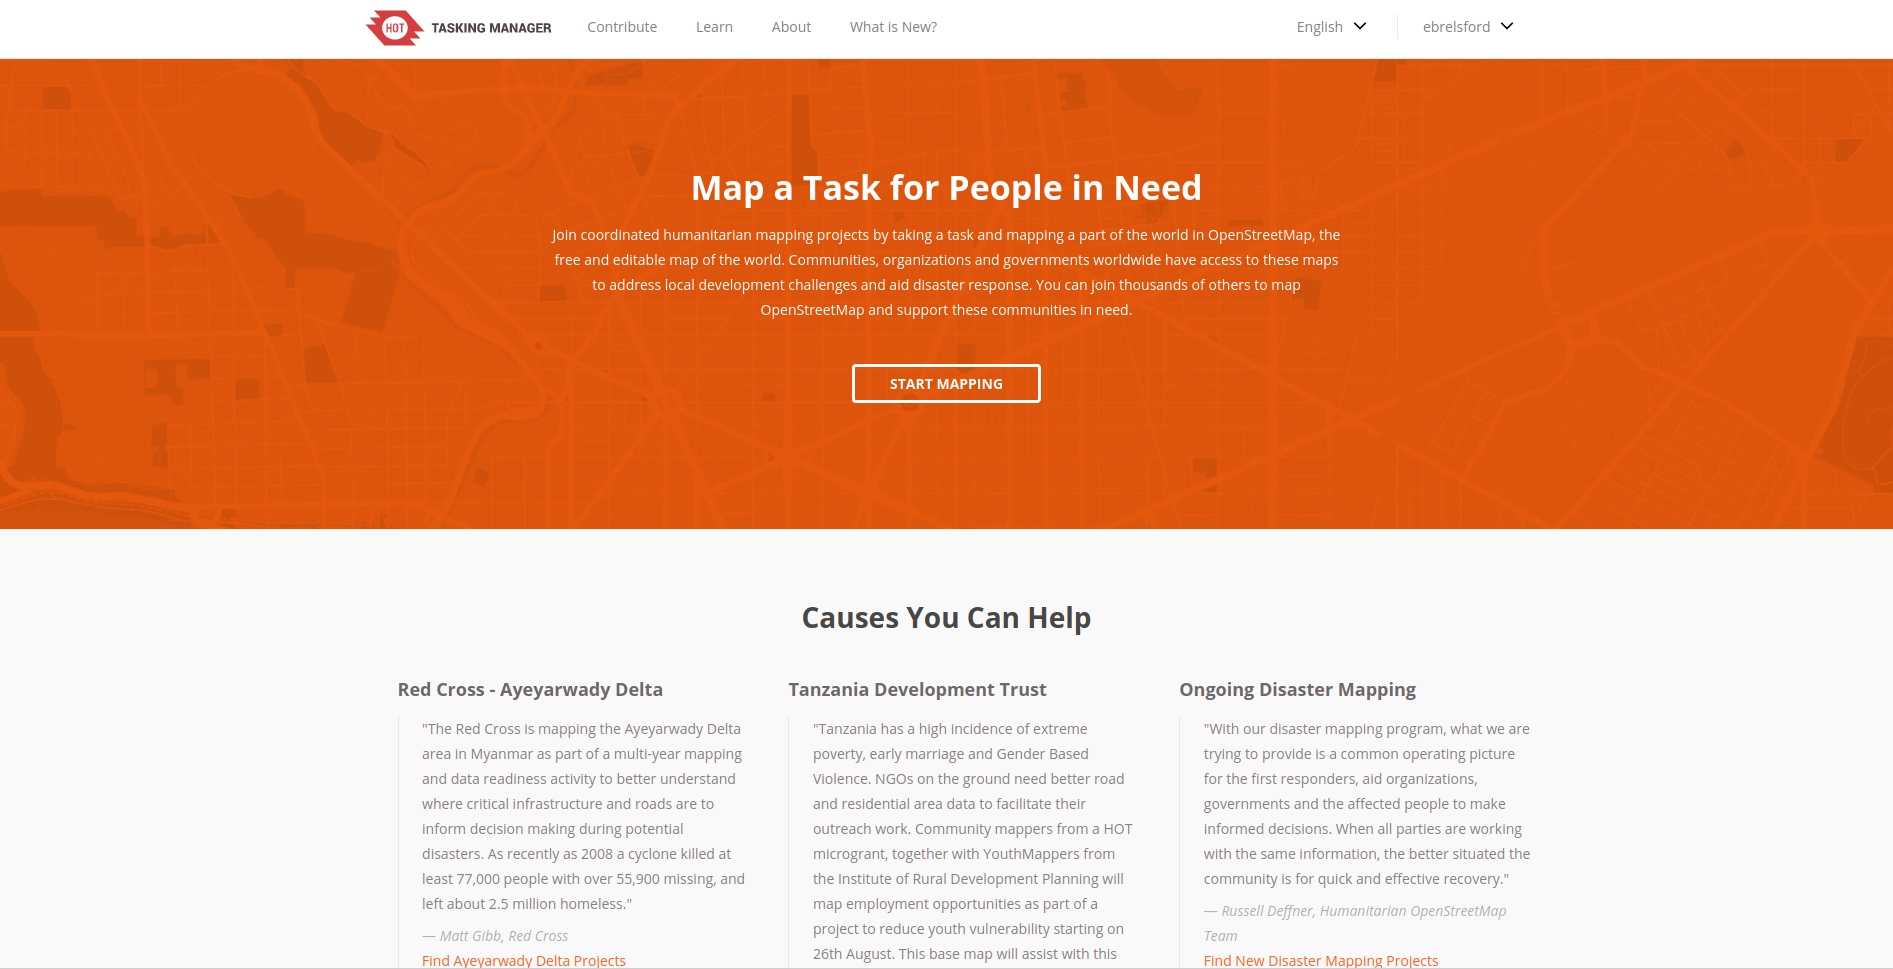 HOT TASKING MANAGER Contribute Learn About What is New? English ebrelsford
Map a Task for People in Need
Join coordinated humanitarian mapping projects by taking a task and mapping a part of the world in OpenStreetMap, the
free and editable map of the world. Communities, organizations and governments worldwide have access to these maps
to address local development challenges and aid disaster response. You can join thousands of others to map
OpenStreetMap and support these communities in need.
START MAPPING
Causes You Can Help
Red Cross - Ayeyarwady Delta
"The Red Cross is mapping the Ayeyarwady Delta
area in Myanmar as part of a multi-year mapping
and data readiness activity to better understand
where critical infrastructure and roads are to
inform decision making during potential
disasters. As recently as 2008 a cyclone killed at
least 77,000 people with over 55,900 missing, and
left about 2.5 million homeless."
— Matt Gibb, Red Cross
Find Ayeyarwady Delta Projects
Tanzania Development Trust
"Tanzania has a high incidence of extreme
poverty, early marriage and Gender Based
Violence. NGOs on the ground need better road
and residential area data to facilitate their
outreach work. Community mappers from a HOT
microgrant, together with YouthMappers from
the Institute of Rural Development Planning will
map employment opportunities as part of a
project to reduce youth vulnerability starting on
26th August. This base map will assist with this
Ongoing Disaster Mapping
"With our disaster mapping program, what we are
trying to provide is a common operating picture
for the first responders, aid organizations,
governments and the affected people to make
informed decisions. When all parties are working
with the same information, the better situated the
community is for quick and effective recovery."
— Russell Deffner, Humanitarian OpenStreetMap
Team
Find New Disaster Mapping Projects